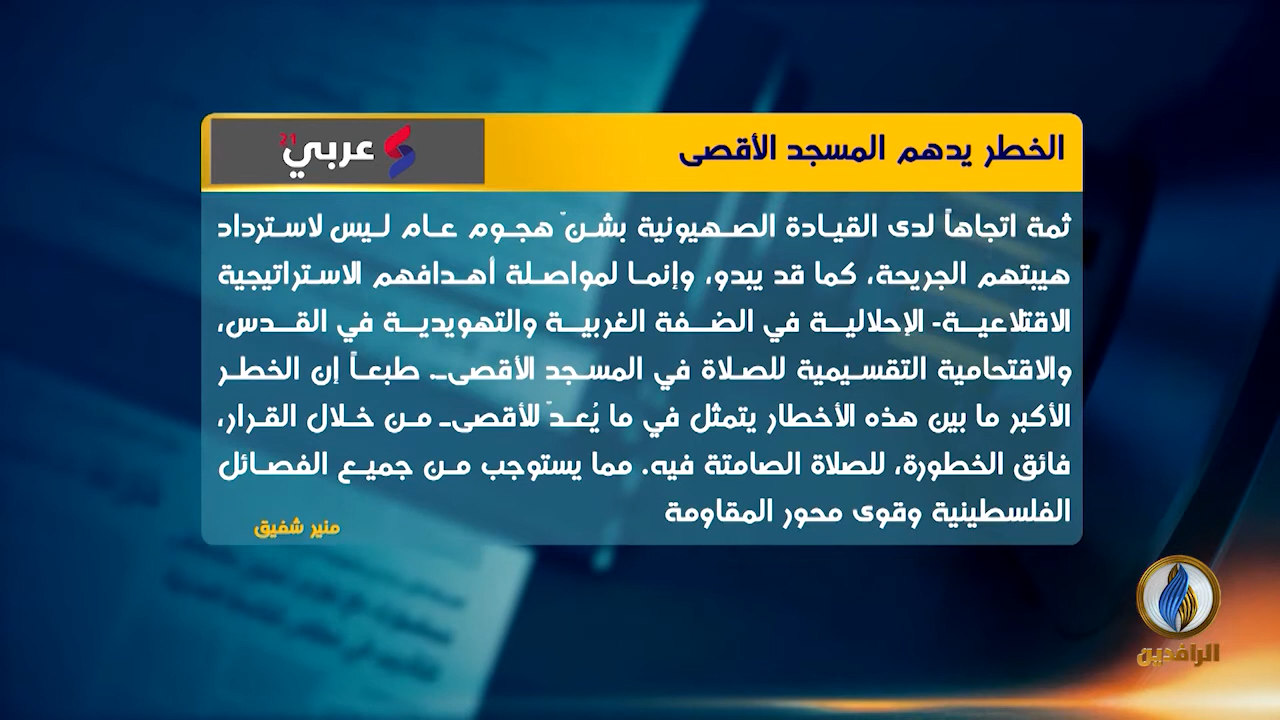 الخطر يدهم المسجد الأقصى
عربي 21
ثمة اتجاهاً لدى القيادة الصهيونية بشنّ هجوم عام ليس لاسترداد
هيبتهم الجريحة، كما قد يبدو، وإنما لمواصلة أهدافهم الاستراتيجية
الاقتلاعية- الإحلالية في الضفة الغربية والتهويدية في القدس،
والاقتحامية التقسيمية للصلاة في المسجد الأقصى.. طبعاً إن الخطر
الأكبر ما بين هذه الأخطار يتمثل في ما يُعدّ للأقصى- من خلال القرار،
فائق الخطورة، للصلاة الصامتة فيه. مما يستوجب من جميع الفصائل
الفلسطينية وقوى محور المقاومة
منير شفيق
الرافدين